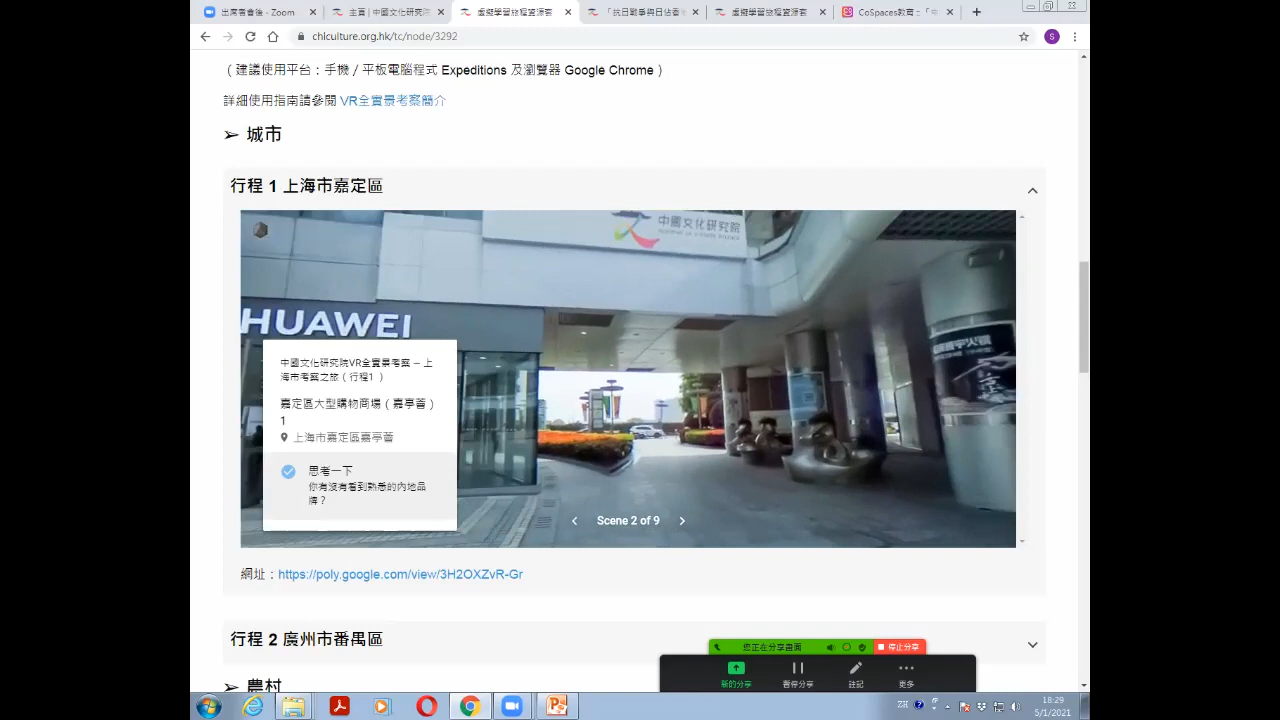 出席者會後 - Zoom
主頁 | 中國文化研究院
虛擬學習旅程資源套
「抗日戰爭與日佔香
虛擬學習旅程資源套
CoSpaces教育
chlculture.org.hk/tc/node/3292
S
（建議使用平台：手機 / 平板電腦程式 Expeditions 及瀏覽器 Google Chrome）
詳細使用指南請參閱 VR全實景考察簡介
➢ 城市
行程 1 上海市嘉定區
中國文化研究院
HUAWEI
中國文化研究院VR全實景考察 – 上
海市考察之旅（行程1 ）
嘉定區大型購物商場（嘉亭薈）
1
上海市嘉定區嘉亭薈
思考一下
你有沒有看到熟悉的內地品
牌？
Scene 2 of 9
網址：https://poly.google.com/view/3H2OXZvR-Gr
行程 2 廣州市番禺區
您正在分享畫面
停止分享
➢ 農村
新的分享
暫停分享
註記
更多
ZH
18:29
5/1/2021